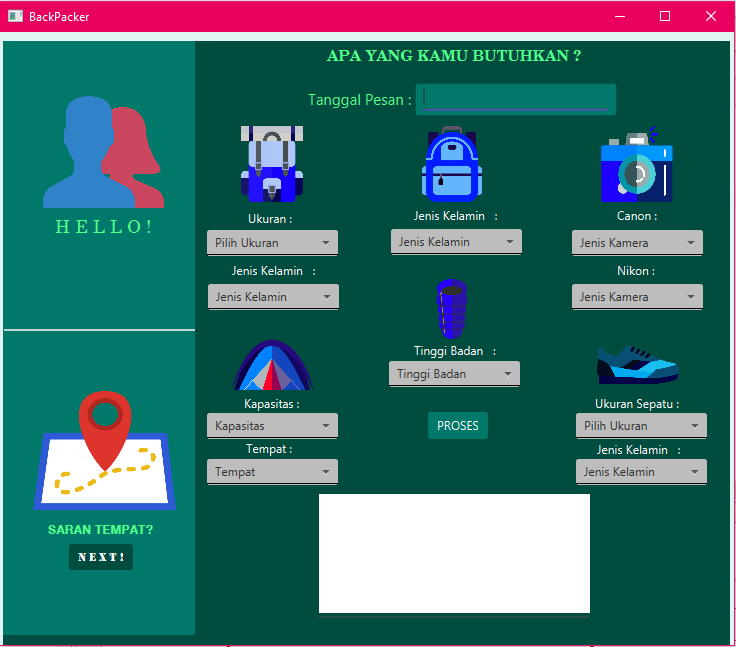 BackPacker
APA YANG KAMU BUTUHKAN ?
Tanggal Pesan :
H E L L O !
Ukuran :
Pilih Ukuran
Jenis Kelamin :
Jenis Kelamin
Jenis Kelamin :
Jenis Kelamin
Canon :
Jenis Kamera
Nikon :
Jenis Kamera
Tinggi Badan :
Tinggi Badan
Kapasitas :
Kapasitas
Tempat :
Tempat
PROSES
Ukuran Sepatu :
Pilih Ukuran
Jenis Kelamin :
Jenis Kelamin
SARAN TEMPAT?
N E X T !